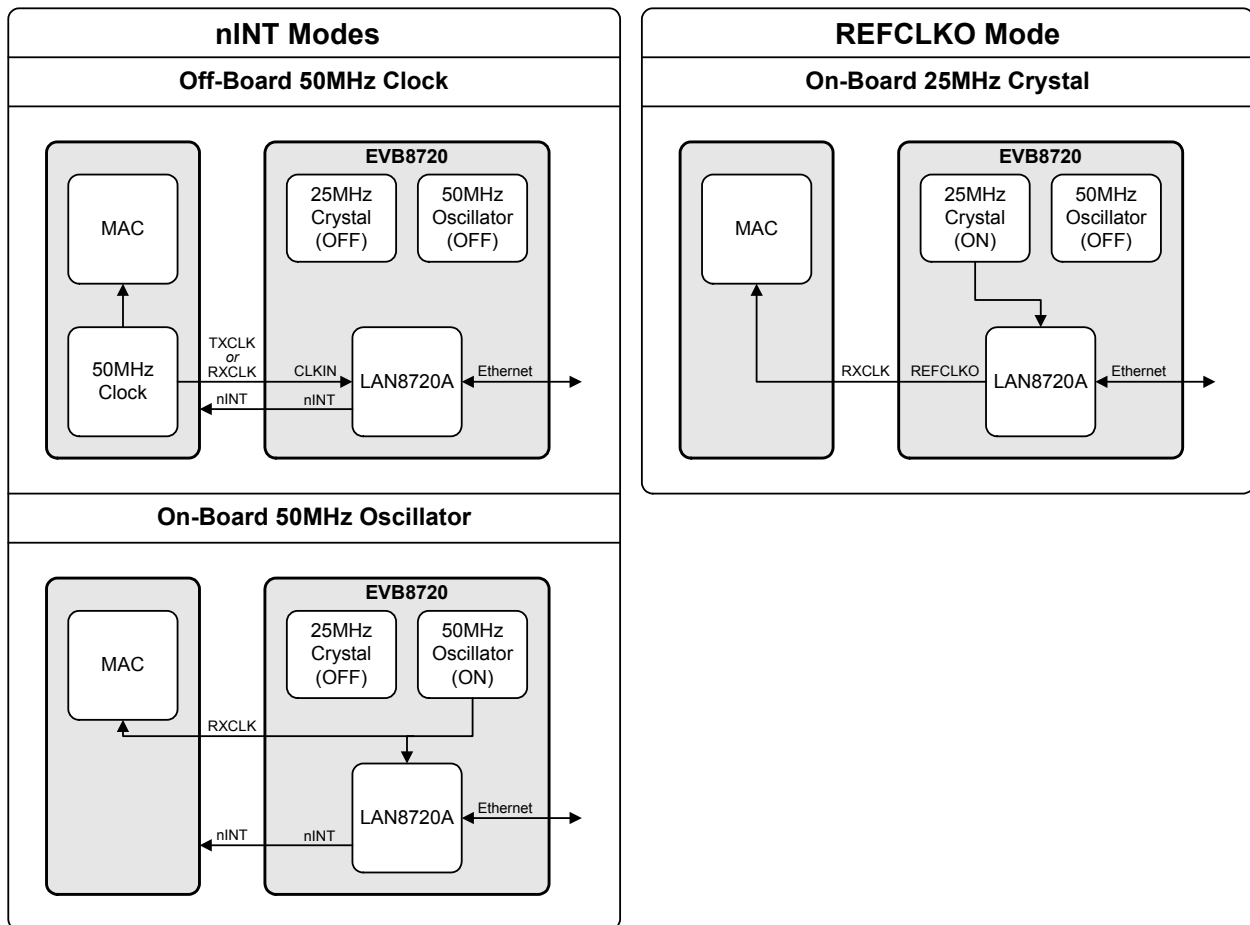 nINT Modes
Off-Board 50MHz Clock
EVB8720
MAC
25MHz
Crystal
(OFF)
50MHz
Oscillator
(OFF)
50MHz
Clock
TXCLK
or
RXCLK
CLKIN
nINT
nINT
LAN8720A
Ethernet
On-Board 50MHz Oscillator
EVB8720
MAC
25MHz
Crystal
(OFF)
50MHz
Oscillator
(ON)
RXCLK
LAN8720A
Ethernet
nINT
nINT
REFCLKO Mode
On-Board 25MHz Crystal
EVB8720
MAC
25MHz
Crystal
(ON)
50MHz
Oscillator
(OFF)
RXCLK
REFCLKO
LAN8720A
Ethernet